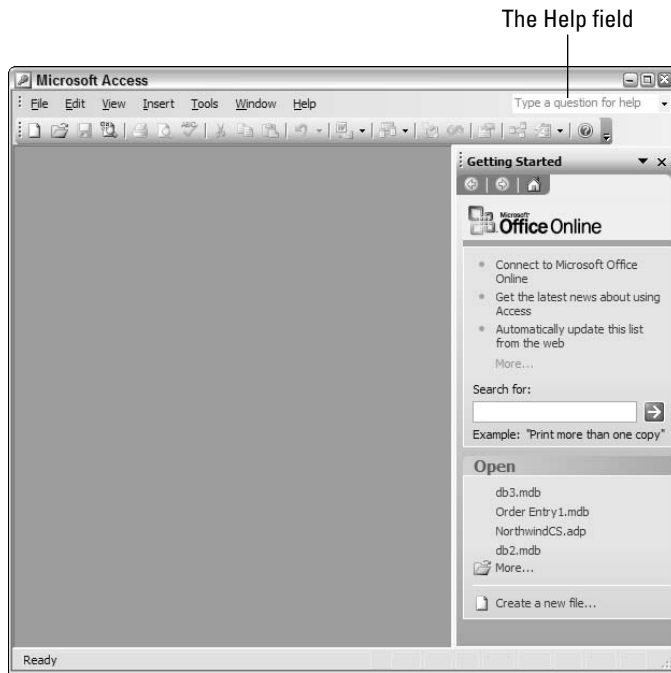 The Help field
Microsoft Access
File Edit View Insert Tools Window Help
Type a question for help
ABC
Getting Started
Microsoft
Office Online
Connect to Microsoft Office
Online
Get the latest news about using
Access
Automatically update this list
from the web
More...
Search for:
Example: "Print more than one copy"
Open
db3.mdb
Order Entry1.mdb
NorthwindCS.adp
db2.mdb
More...
Create a new file...
Ready